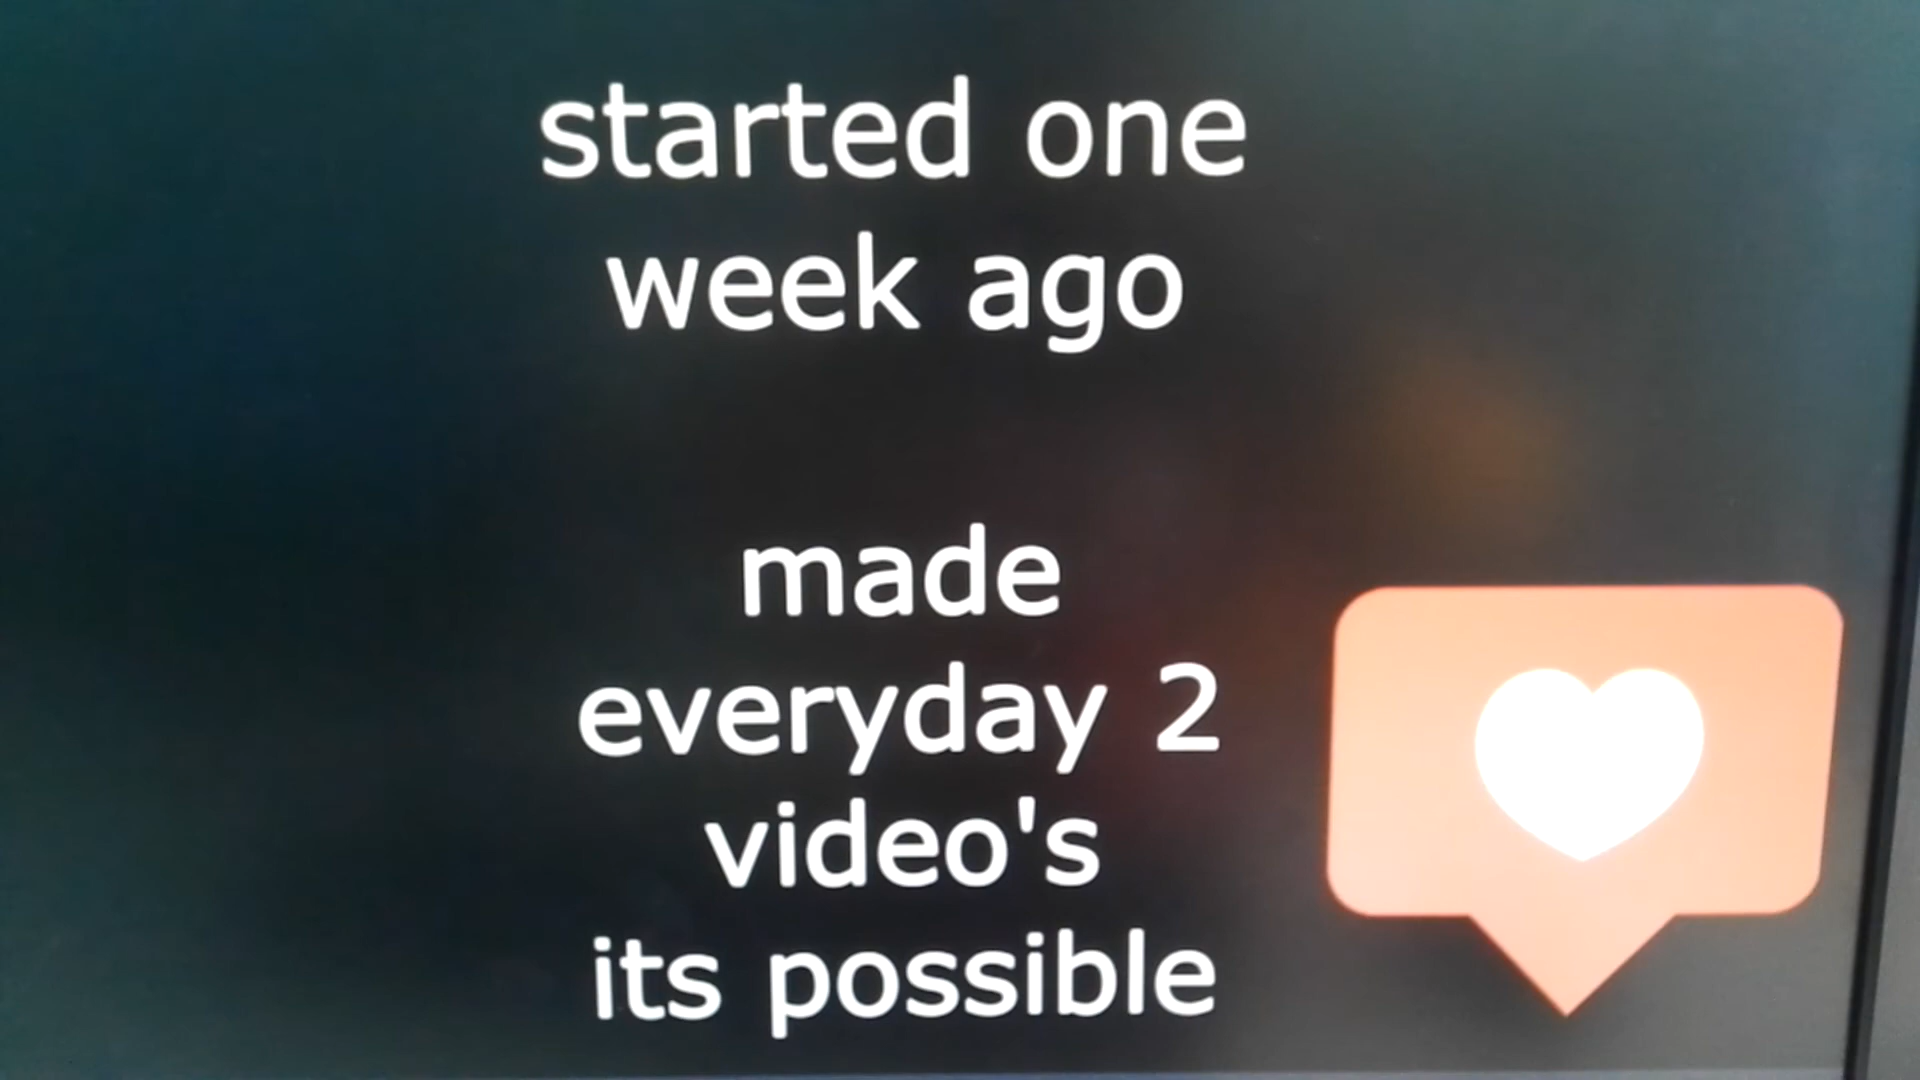 started one
week ago
made
everyday 2
video's
its possible